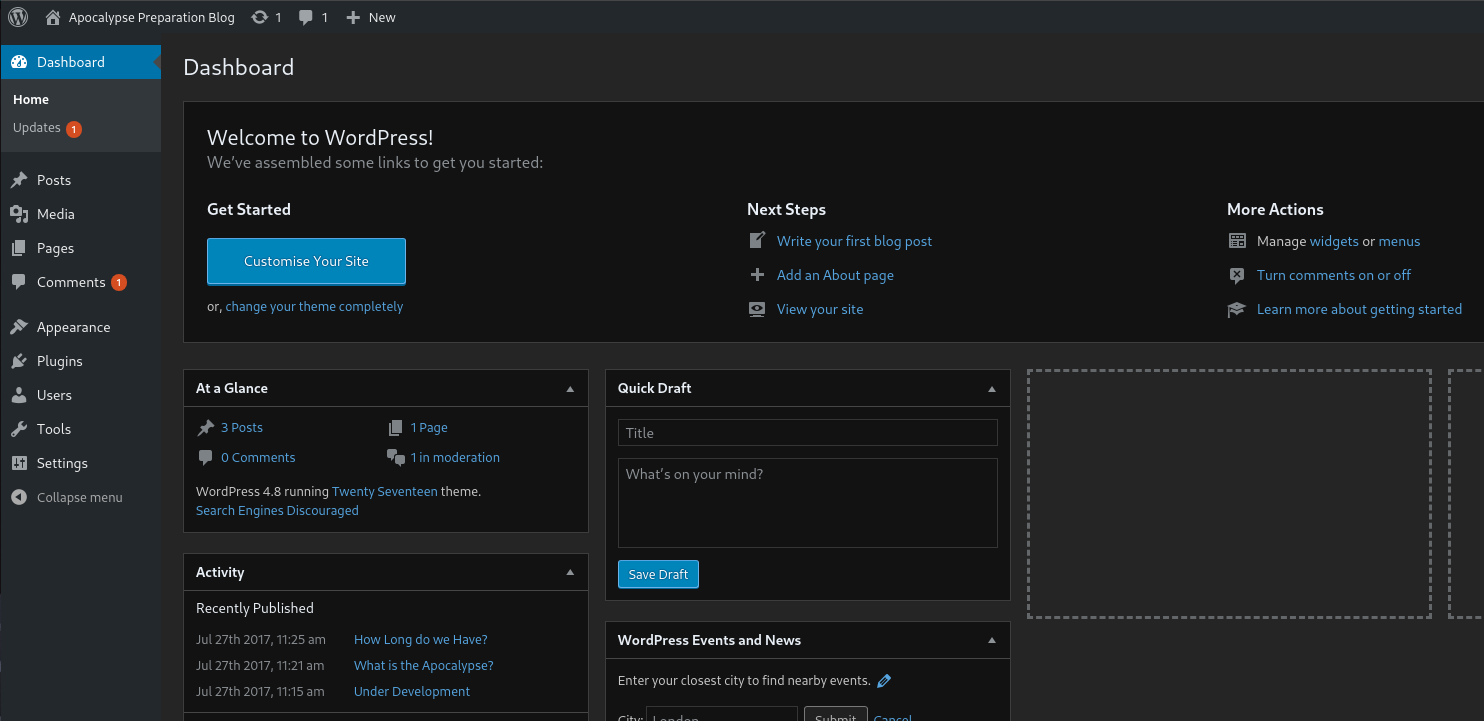 Apocalypse Preparation Blog 1 1 New
Dashboard
Home
Updates 1
Posts
Media
Pages
Comments 1
Appearance
Plugins
Users
Tools
Settings
Collapse menu
Dashboard
Welcome to WordPress!
We've assembled some links to get you started:
Get Started
Customise Your Site
or, change your theme completely
Next Steps
Write your first blog post
Add an About page
View your site
More Actions
Manage widgets or menus
Turn comments on or off
Learn more about getting started
At a Glance
3 Posts 1 Page
0 Comments 1 in moderation
WordPress 4.8 running Twenty Seventeen theme.
Search Engines Discouraged
Activity
Recently Published
Jul 27th 2017, 11:25 am How Long do we Have?
Jul 27th 2017, 11:21 am What is the Apocalypse?
Jul 27th 2017, 11:15 am Under Development
Quick Draft
Title
What's on your mind?
Save Draft
WordPress Events and News
Enter your closest city to find nearby events.
City: London Submit Cancel